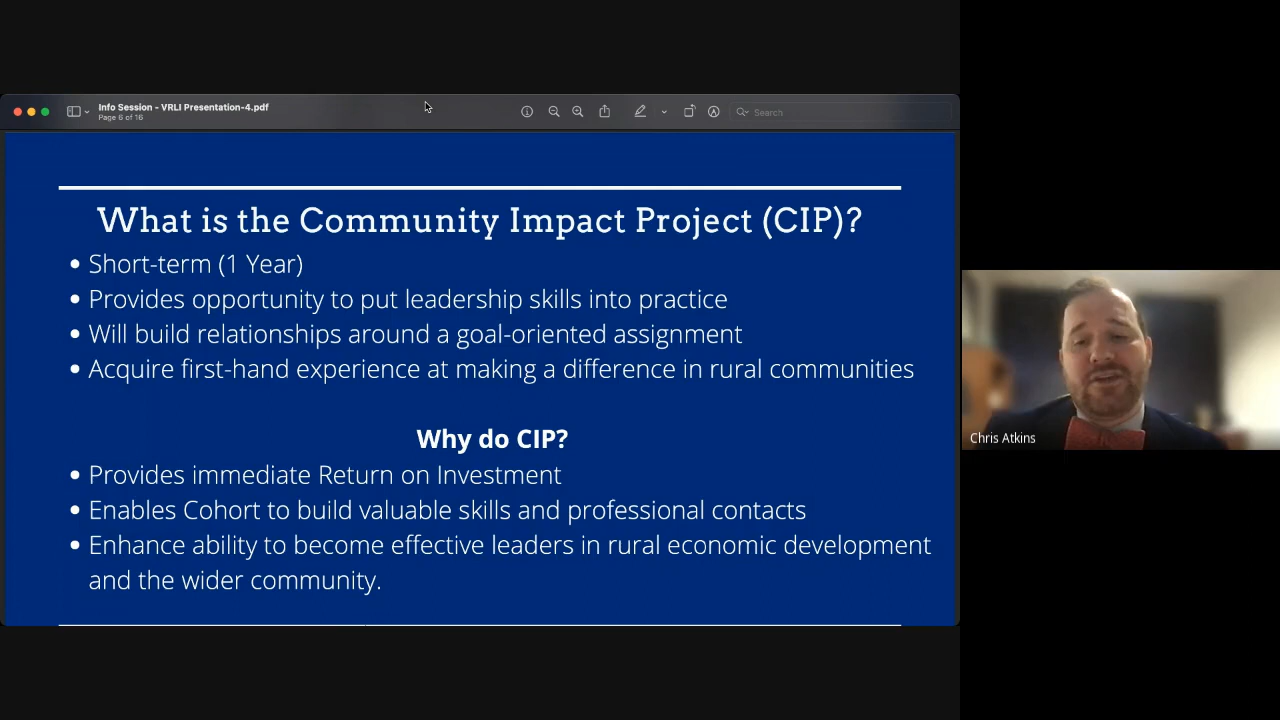 Info Session - VRLI Presentation-4.pdf
Page 6 of 16
Search
What is the Community Impact Project (CIP)?
• Short-term (1 Year)
• Provides opportunity to put leadership skills into practice
• Will build relationships around a goal-oriented assignment
• Acquire first-hand experience at making a difference in rural communities
Why do CIP?
• Provides immediate Return on Investment
• Enables Cohort to build valuable skills and professional contacts
• Enhance ability to become effective leaders in rural economic development
and the wider community.
Chris Atkins